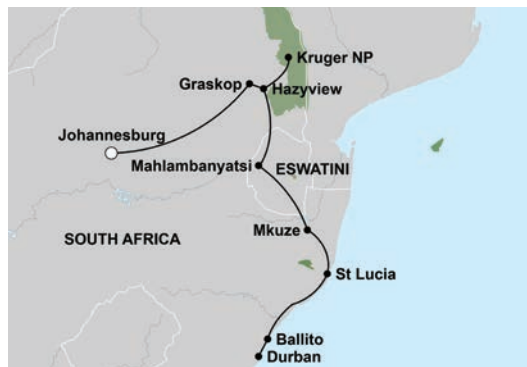 Kruger NP
Graskop
Hazyview
Johannesburg
Mahlambanyatsi
ESWATINI
Mkuze
SOUTH AFRICA
St Lucia
Ballito
Durban